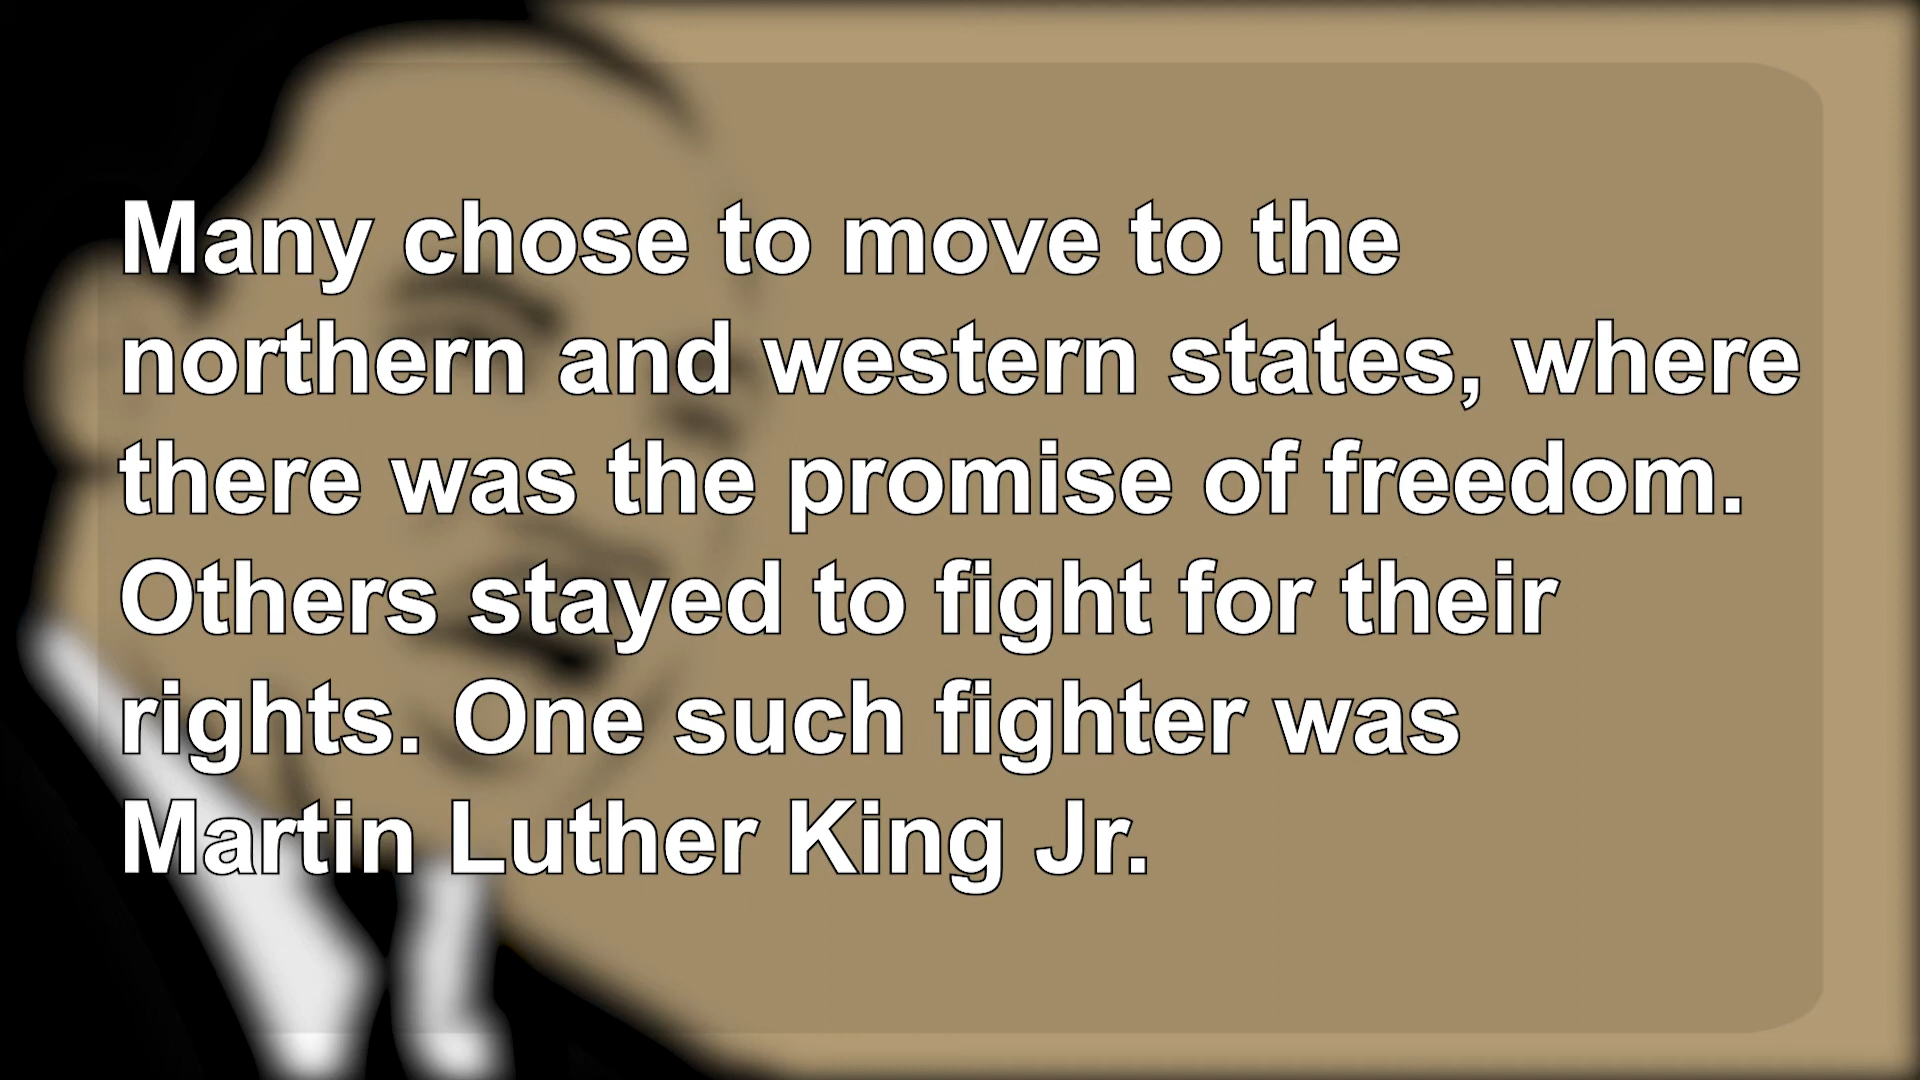 Many chose to move to the
northern and western states, where
there was the promise of freedom.
Others stayed to fight for their
rights. One such fighter was
Martin Luther King Jr.